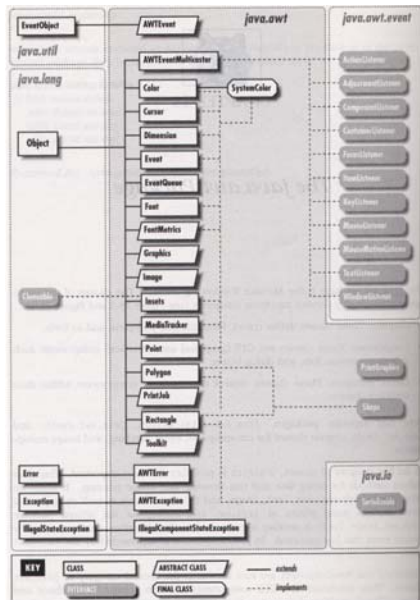 EventObject
java.util
AWTEvent
java.awt
java.awt.event
java.lang
Object
AWTEventMulticaster
Color
SystemColor
Cursor
Dimension
Event
EventQueue
Font
FontMetrics
Graphics
Image
Insets
MediaTracker
Point
Polygon
PrintJob
Rectangle
Toolkit
Cloneable
ActionListener
AdjustmentListener
ComponentListener
ContainerListener
FocusListener
ItemListener
KeyListener
MouseListener
MouseMotionListener
TextListener
WindowListener
PrintGraphics
Shape
java.io
Serializable
Error
AWTError
Exception
AWTException
IllegalStateException
IllegalComponentStateException
KEY
CLASS
ABSTRACT CLASS
extends
INTERFACE
FINAL CLASS
implements